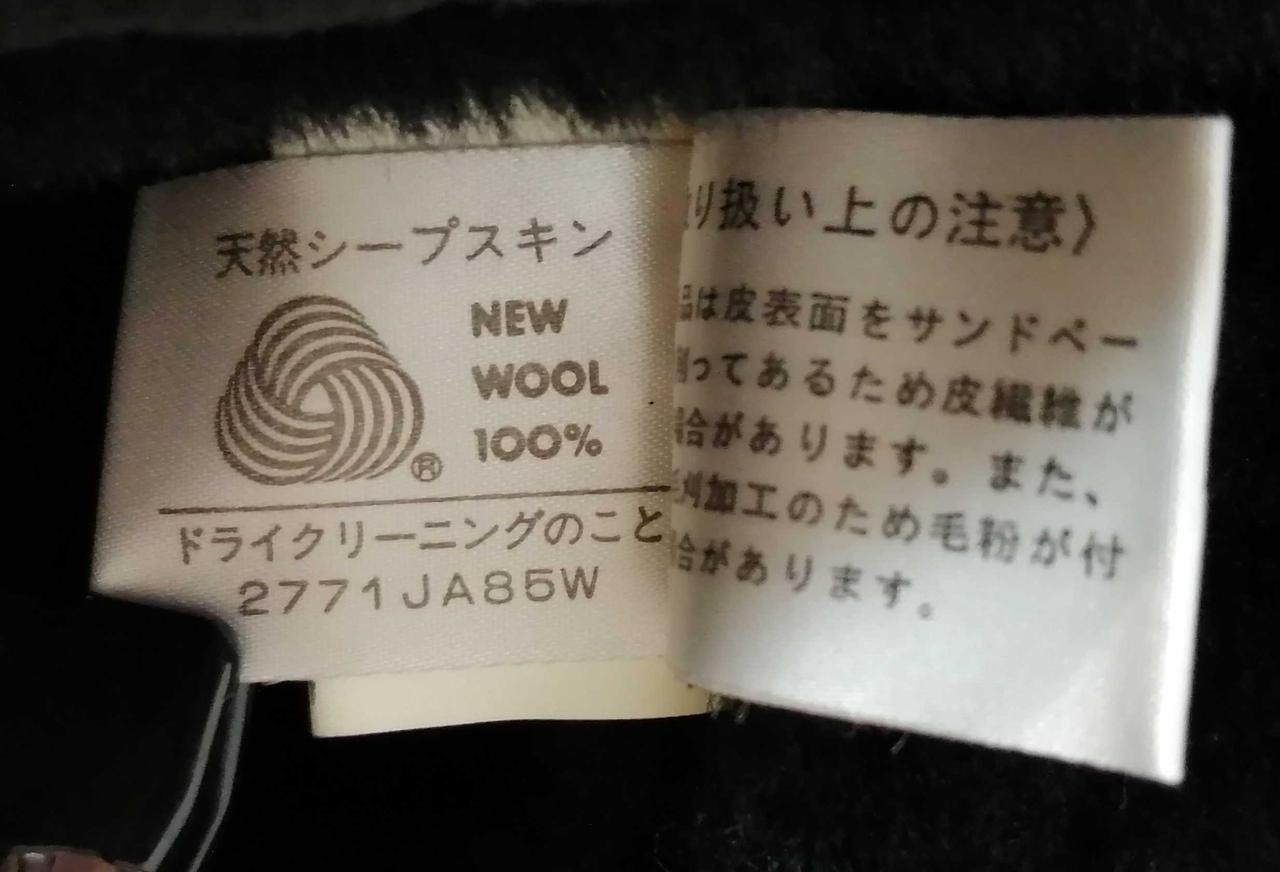 天然シープスキン
NEW
WOOL
100%
®
ドライクリーニングのこと
2771JA85W
り扱い上の注意〉
品は皮表面をサンドペー
削ってあるため皮繊維が
合があります。また、
刈加工のため毛粉が付
合があります。